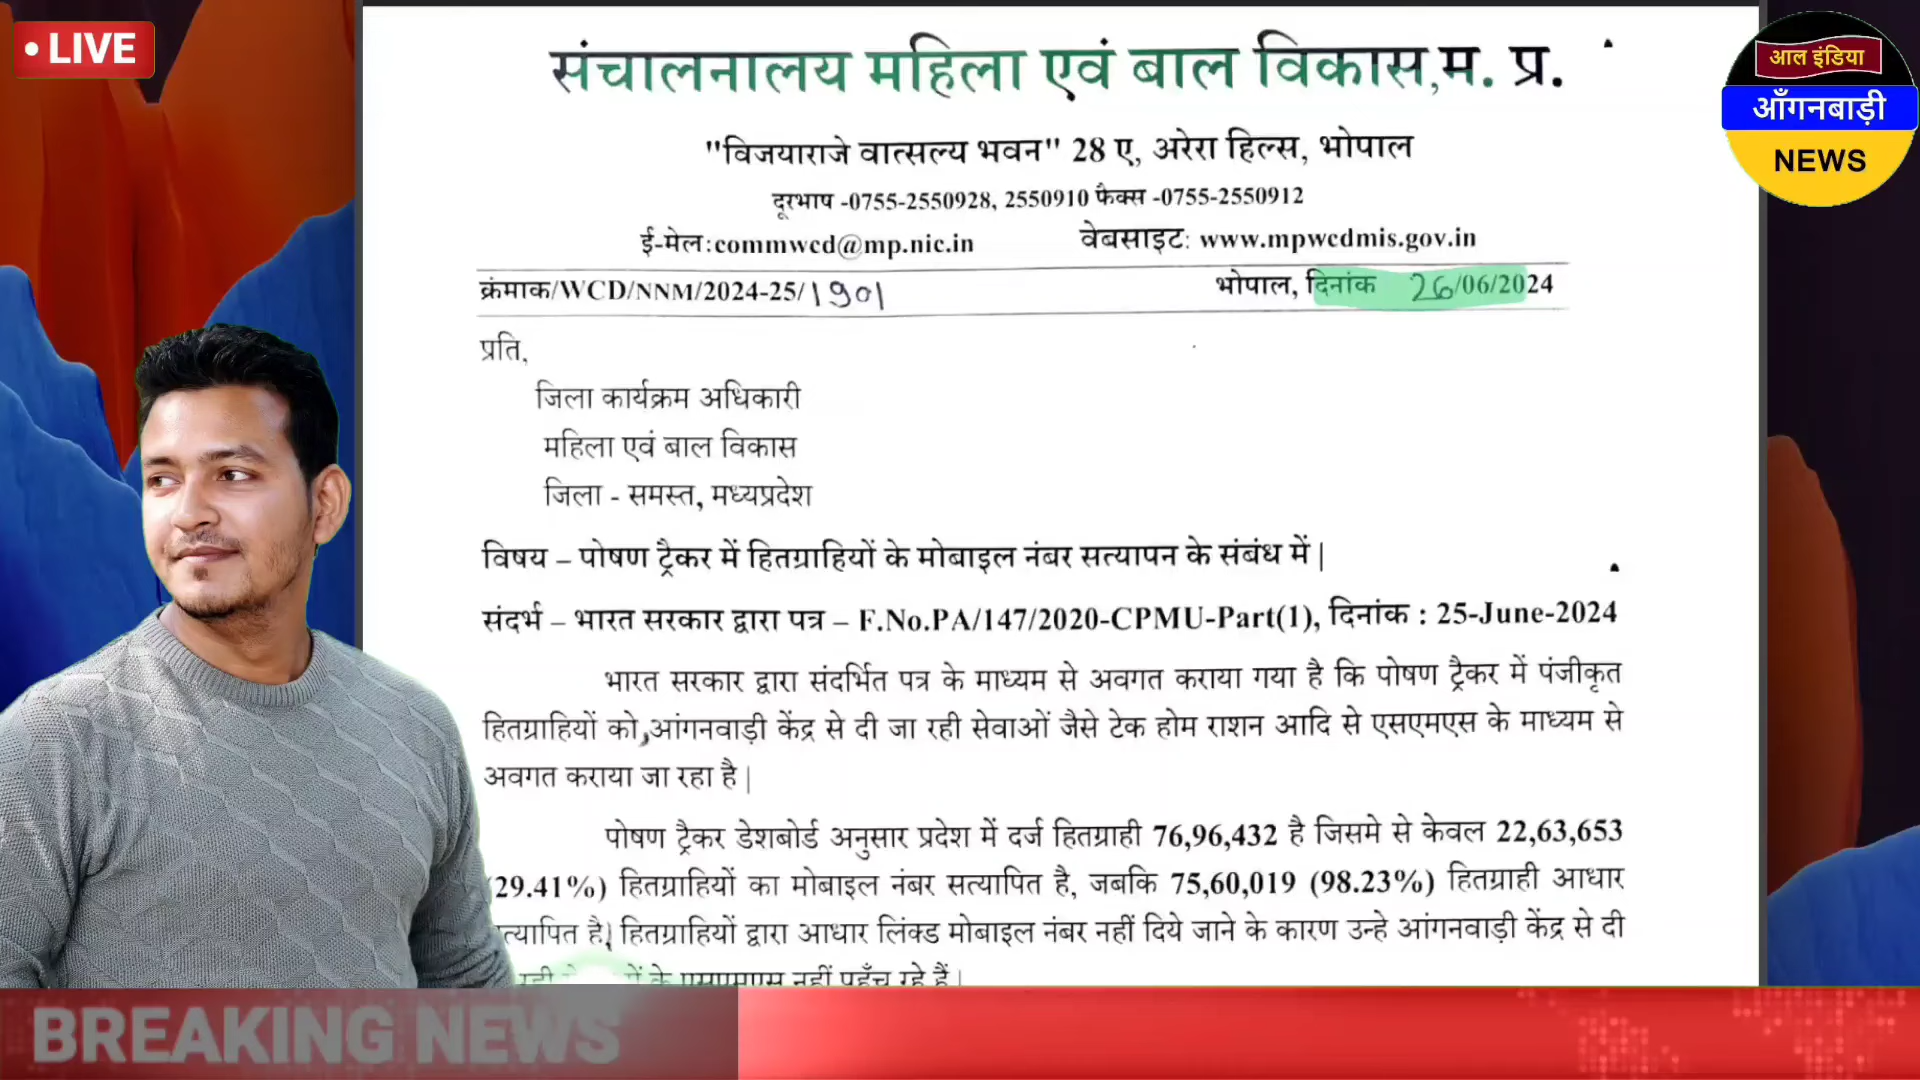 • LIVE
आल इंडिया
आँगनबाड़ी
NEWS
संचालनालय महिला एवं बाल विकास,म. प्र.
"विजयाराजे वात्सल्य भवन" 28 ए, अरेरा हिल्स, भोपाल
दूरभाष -0755-2550928, 2550910 फैक्स -0755-2550912
ई-मेल:commwcd@mp.nic.in वेबसाइट: www.mpwcdmis.gov.in
क्रंमाक/WCD/NNM/2024-25/1901 भोपाल, दिनांक 26/06/2024
प्रति,
जिला कार्यक्रम अधिकारी
महिला एवं बाल विकास
जिला - समस्त, मध्यप्रदेश
विषय – पोषण ट्रैकर में हितग्राहियों के मोबाइल नंबर सत्यापन के संबंध में |
संदर्भ – भारत सरकार द्वारा पत्र – F.No.PA/147/2020-CPMU-Part(1), दिनांक : 25-June-2024
भारत सरकार द्वारा संदर्भित पत्र के माध्यम से अवगत कराया गया है कि पोषण ट्रैकर में पंजीकृत
हितग्राहियों को आंगनवाड़ी केंद्र से दी जा रही सेवाओं जैसे टेक होम राशन आदि से एसएमएस के माध्यम से
अवगत कराया जा रहा है |
पोषण ट्रैकर डेशबोर्ड अनुसार प्रदेश में दर्ज हितग्राही 76,96,432 है जिसमे से केवल 22,63,653
(29.41%) हितग्राहियों का मोबाइल नंबर सत्यापित है, जबकि 75,60,019 (98.23%) हितग्राही आधार
त्यापित है| हितग्राहियों द्वारा आधार लिंक्ड मोबाइल नंबर नहीं दिये जाने के कारण उन्हे आंगनवाड़ी केंद्र से दी
के एसएमएस नहीं पहुँच रहे हैं |
BREAKING NEWS